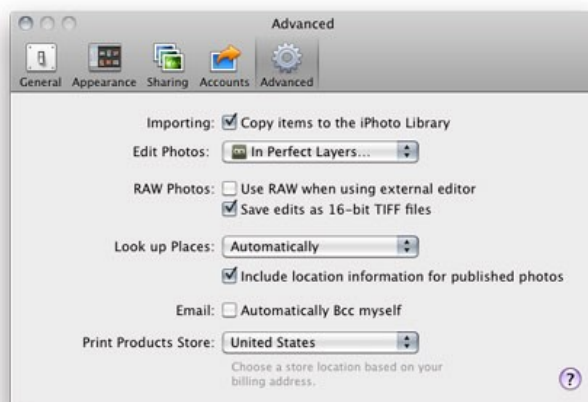 Advanced
General Appearance Sharing Accounts Advanced
Importing: Copy items to the iPhoto Library
Edit Photos: In Perfect Layers...
RAW Photos: Use RAW when using external editor
Save edits as 16-bit TIFF files
Look up Places: Automatically
Include location information for published photos
Email: Automatically Bcc myself
Print Products Store: United States
Choose a store location based on your
billing address.
?